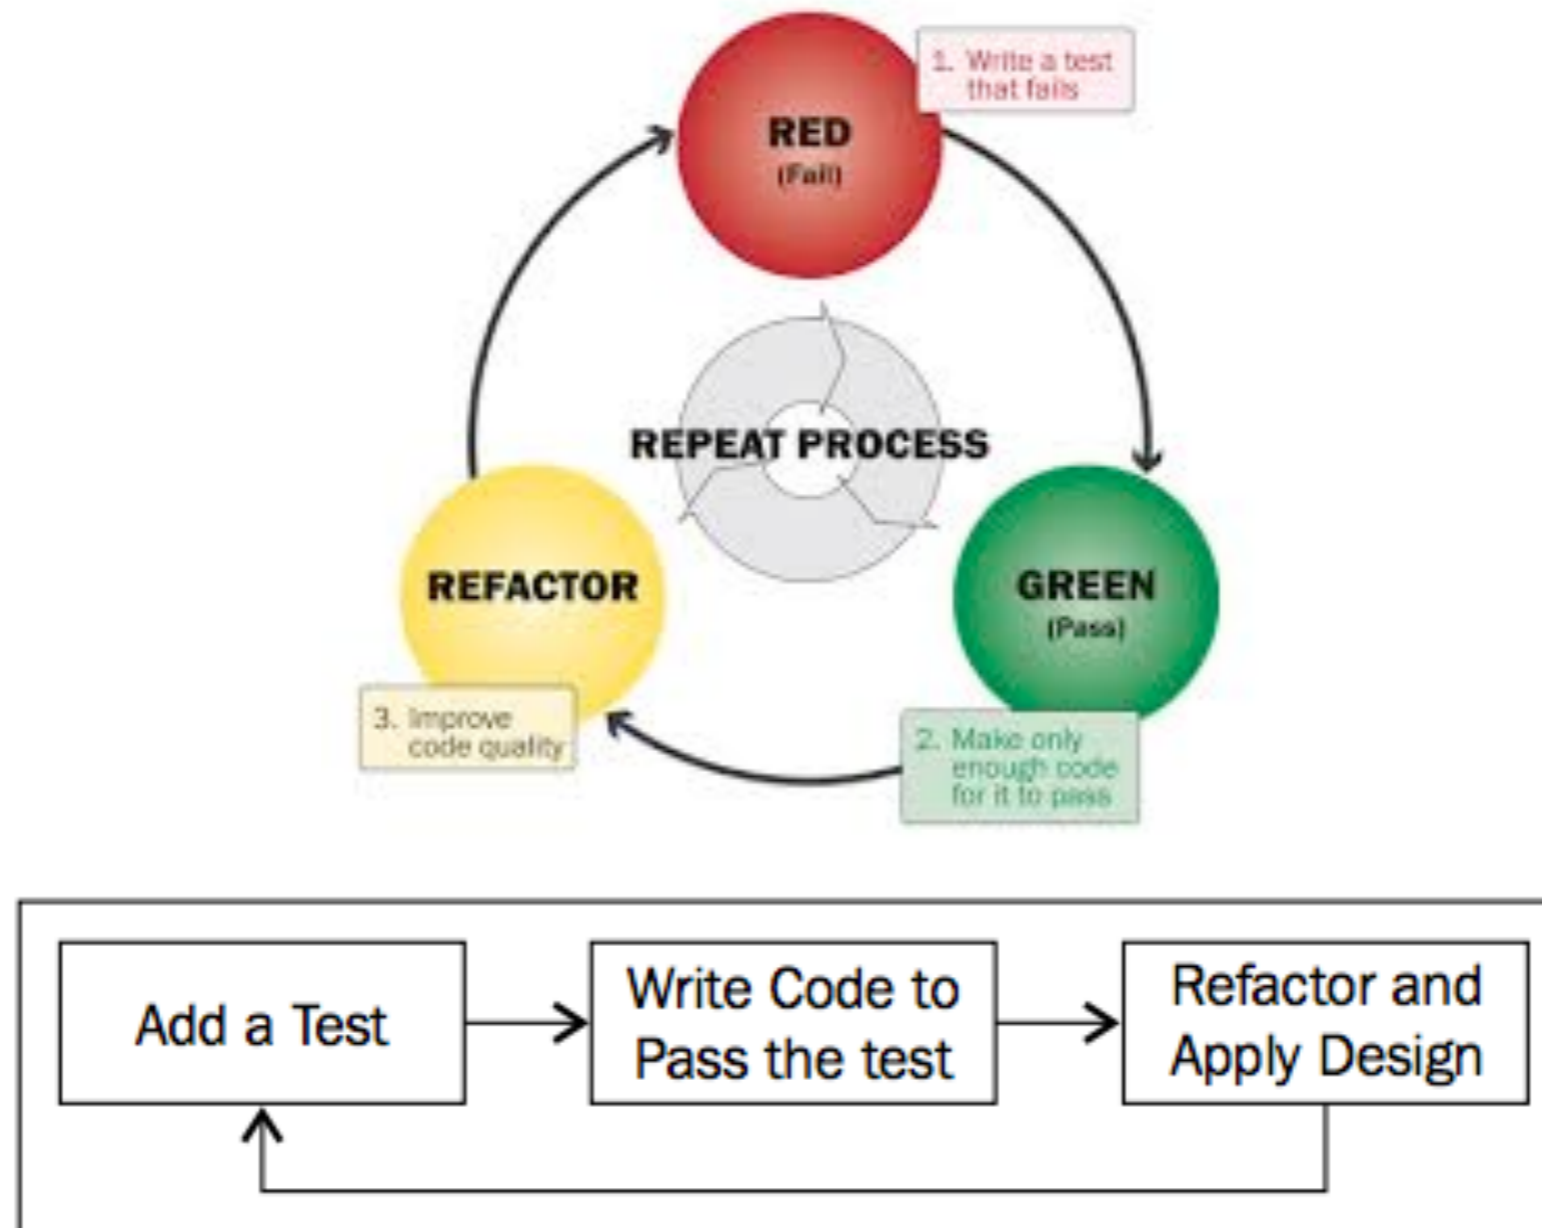 RED
(Fail)
1. Write a test
that fails
REPEAT PROCESS
REFACTOR
3. Improve
code quality
GREEN
(Pass)
2. Make only
enough code
for it to pass
Add a Test
Write Code to
Pass the test
Refactor and
Apply Design